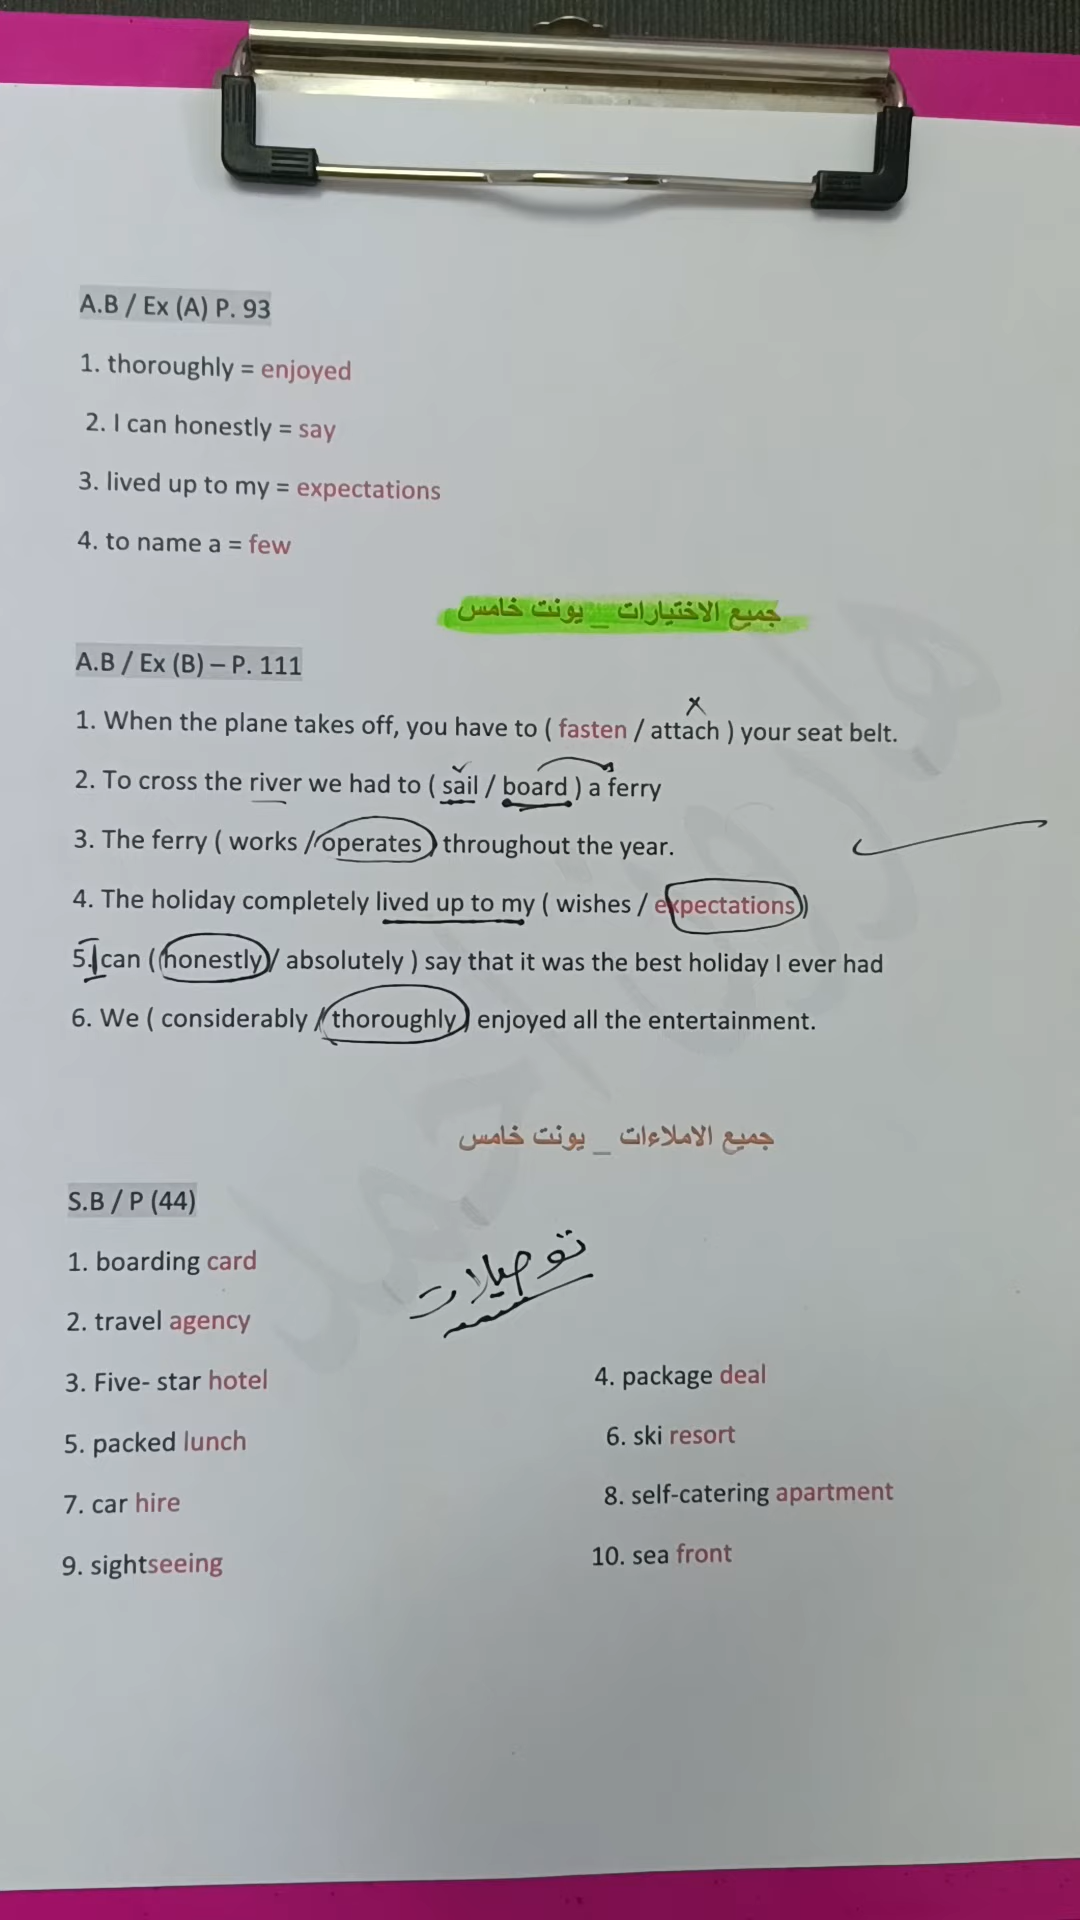 A.B / Ex (A) P. 93
1. thoroughly = enjoyed
2. I can honestly = say
3. lived up to my = expectations
4. to name a = few
جميع الاختيارات _ يونت خامس
A.B / Ex (B) – P. 111
1. When the plane takes off, you have to ( fasten / attach ) your seat belt.
2. To cross the river we had to ( sail / board ) a ferry
3. The ferry ( works / operates ) throughout the year.
4. The holiday completely lived up to my ( wishes / expectations )
5. I can ( honestly / absolutely ) say that it was the best holiday I ever had
6. We ( considerably / thoroughly ) enjoyed all the entertainment.
جميع الاملاءات _ يونت خامس
S.B / P (44)
1. boarding card
توصيلات
2. travel agency
3. Five- star hotel
4. package deal
5. packed lunch
6. ski resort
7. car hire
8. self-catering apartment
9. sightseeing
10. sea front